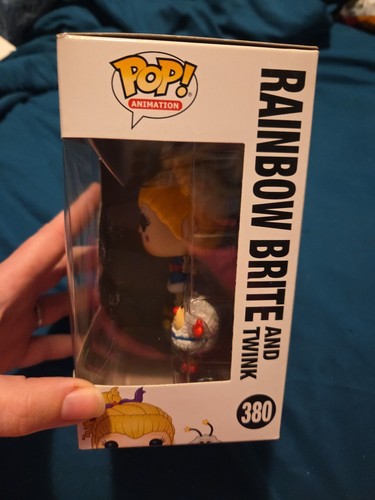 POP!
ANIMATION
RAINBOW BRITE AND
TWINK
380